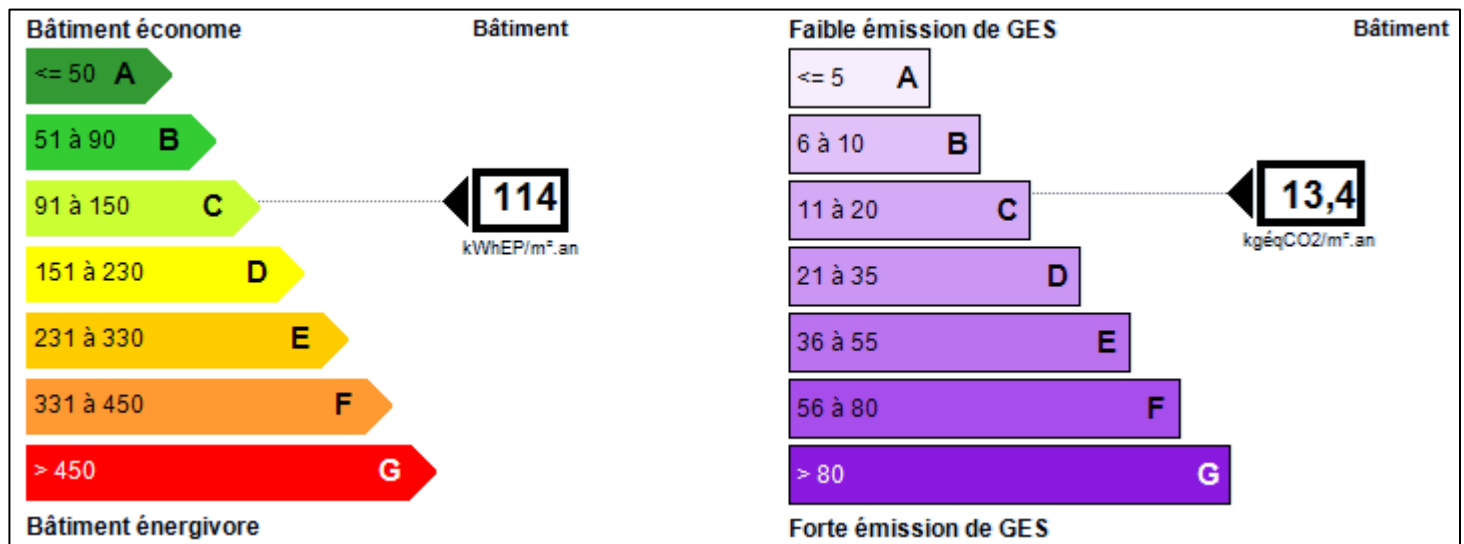 Bâtiment économe
Bâtiment
<= 50 A
51 à 90 B
91 à 150 C
151 à 230 D
231 à 330 E
331 à 450 F
> 450 G
Bâtiment énergivore
114
kWhEP/m².an
Faible émission de GES
Bâtiment
<= 5 A
6 à 10 B
11 à 20 C
21 à 35 D
36 à 55 E
56 à 80 F
> 80 G
Forte émission de GES
13,4
kgéqCO2/m².an